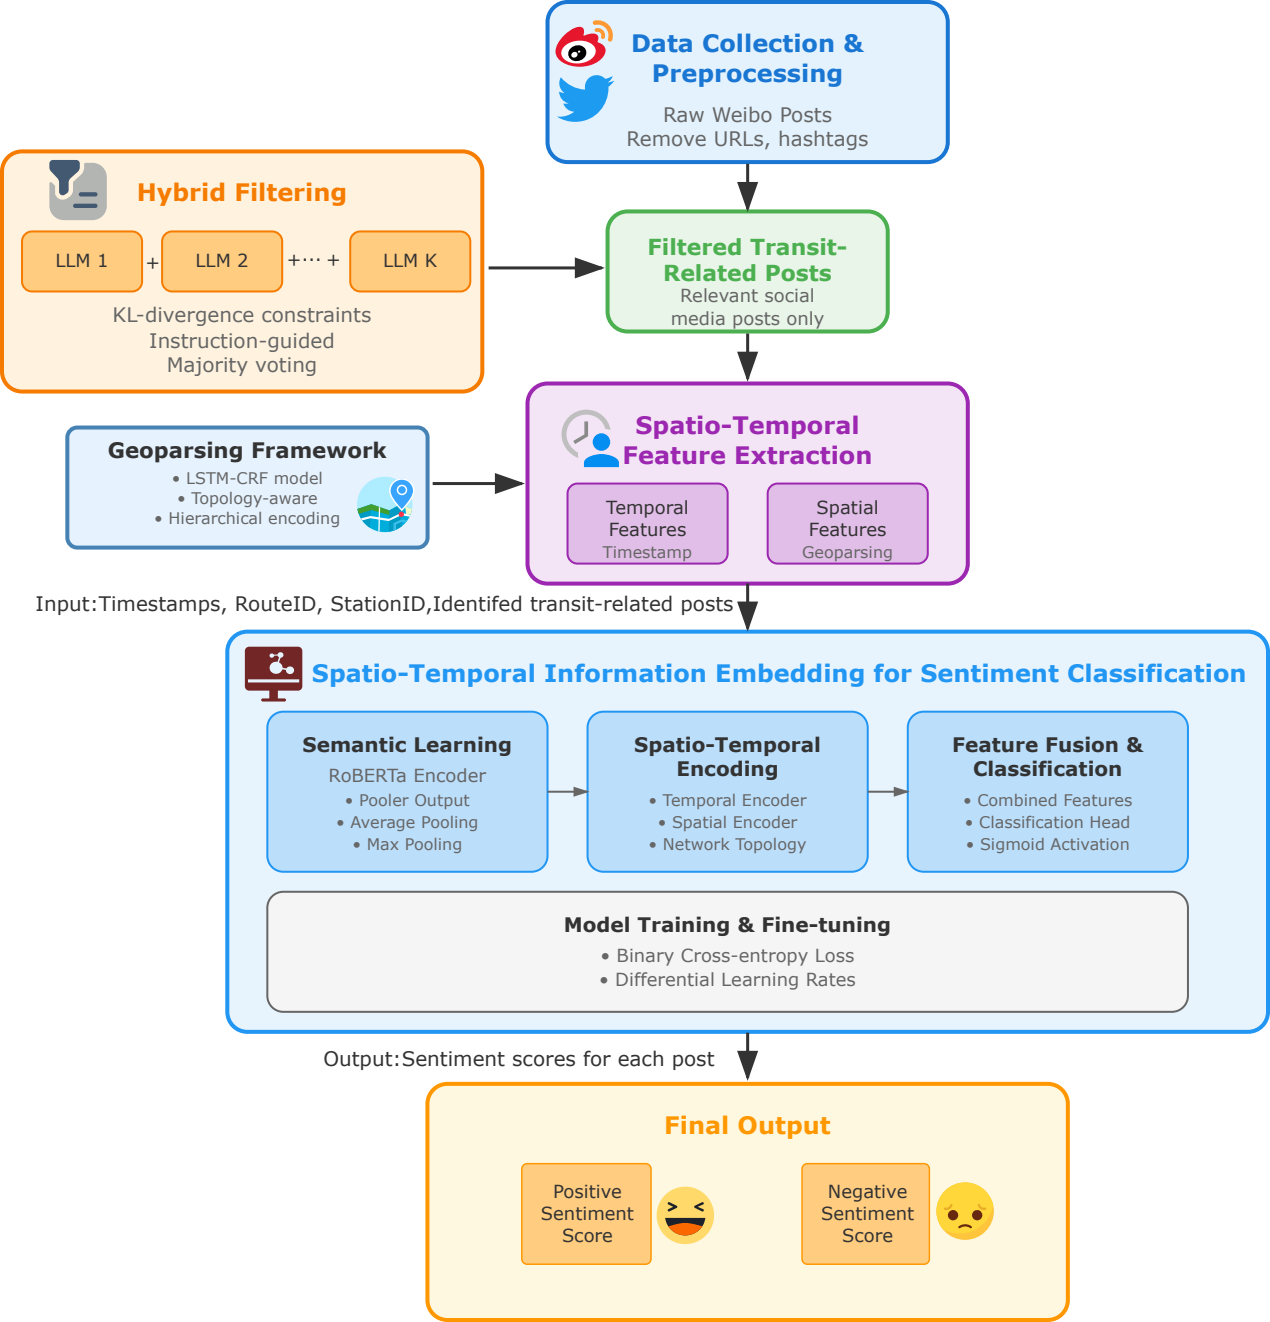 Data Collection &
Preprocessing
Raw Weibo Posts
Remove URLs, hashtags
Hybrid Filtering
LLM 1
+
LLM 2
+⋯ +
LLM K
KL-divergence constraints
Instruction-guided
Majority voting
Filtered Transit-
Related Posts
Relevant social
media posts only
Geoparsing Framework
• LSTM-CRF model
• Topology-aware
• Hierarchical encoding
Spatio-Temporal
Feature Extraction
Temporal
Features
Timestamp
Spatial
Features
Geoparsing
Input:Timestamps, RouteID, StationID,Identifed transit-related posts
Spatio-Temporal Information Embedding for Sentiment Classification
Semantic Learning
RoBERTa Encoder
• Pooler Output
• Average Pooling
• Max Pooling
Spatio-Temporal
Encoding
• Temporal Encoder
• Spatial Encoder
• Network Topology
Feature Fusion &
Classification
• Combined Features
• Classification Head
• Sigmoid Activation
Model Training & Fine-tuning
• Binary Cross-entropy Loss
• Differential Learning Rates
Output:Sentiment scores for each post
Final Output
Positive
Sentiment
Score
Negative
Sentiment
Score